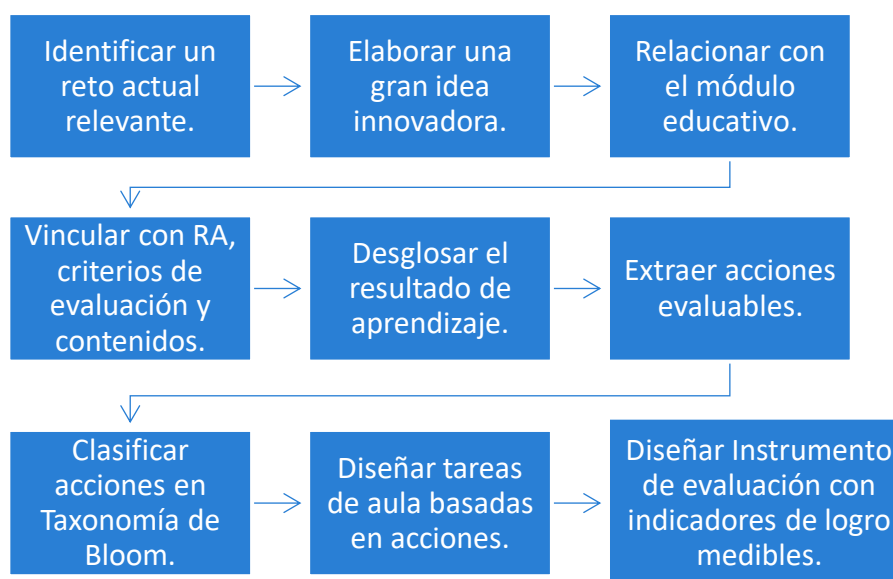 Identificar un
reto actual
relevante.
Elaborar una
gran idea
innovadora.
Relacionar con
el módulo
educativo.
Vincular con RA,
criterios de
evaluación y
contenidos.
Desglosar el
resultado de
aprendizaje.
Extraer acciones
evaluables.
Clasificar
acciones en
Taxonomía de
Bloom.
Diseñar tareas
de aula basadas
en acciones.
Diseñar Instrumento
de evaluación con
indicadores de logro
medibles.